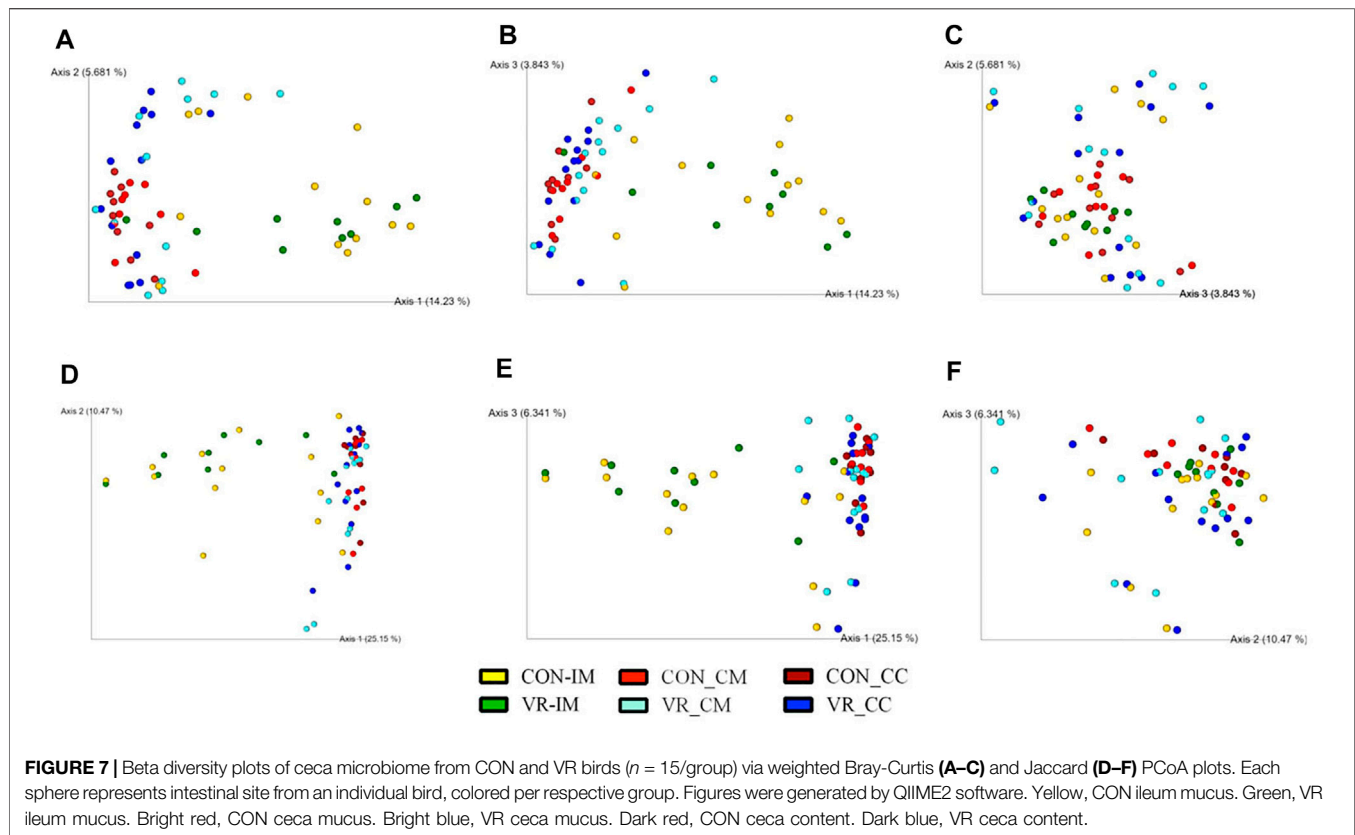 A
Axis 2 (5.681 %)
Axis 1 (14.23 %)
B
Axis 3 (3.843 %)
Axis 1 (14.23 %)
C
Axis 2 (5.681 %)
Axis 3 (3.843 %)
D
Axis 2 (10.47 %)
Axis 1 (25.15 %)
E
Axis 3 (6.341 %)
Axis 1 (25.15 %)
F
Axis 3 (6.341 %)
Axis 2 (10.47 %)
CON-IM CON_CM CON_CC
VR-IM VR_CM VR_CC
FIGURE 7 | Beta diversity plots of ceca microbiome from CON and VR birds (n = 15/group) via weighted Bray-Curtis (A–C) and Jaccard (D–F) PCoA plots. Each
sphere represents intestinal site from an individual bird, colored per respective group. Figures were generated by QIIME2 software. Yellow, CON ileum mucus. Green, VR
ileum mucus. Bright red, CON ceca mucus. Bright blue, VR ceca mucus. Dark red, CON ceca content. Dark blue, VR ceca content.